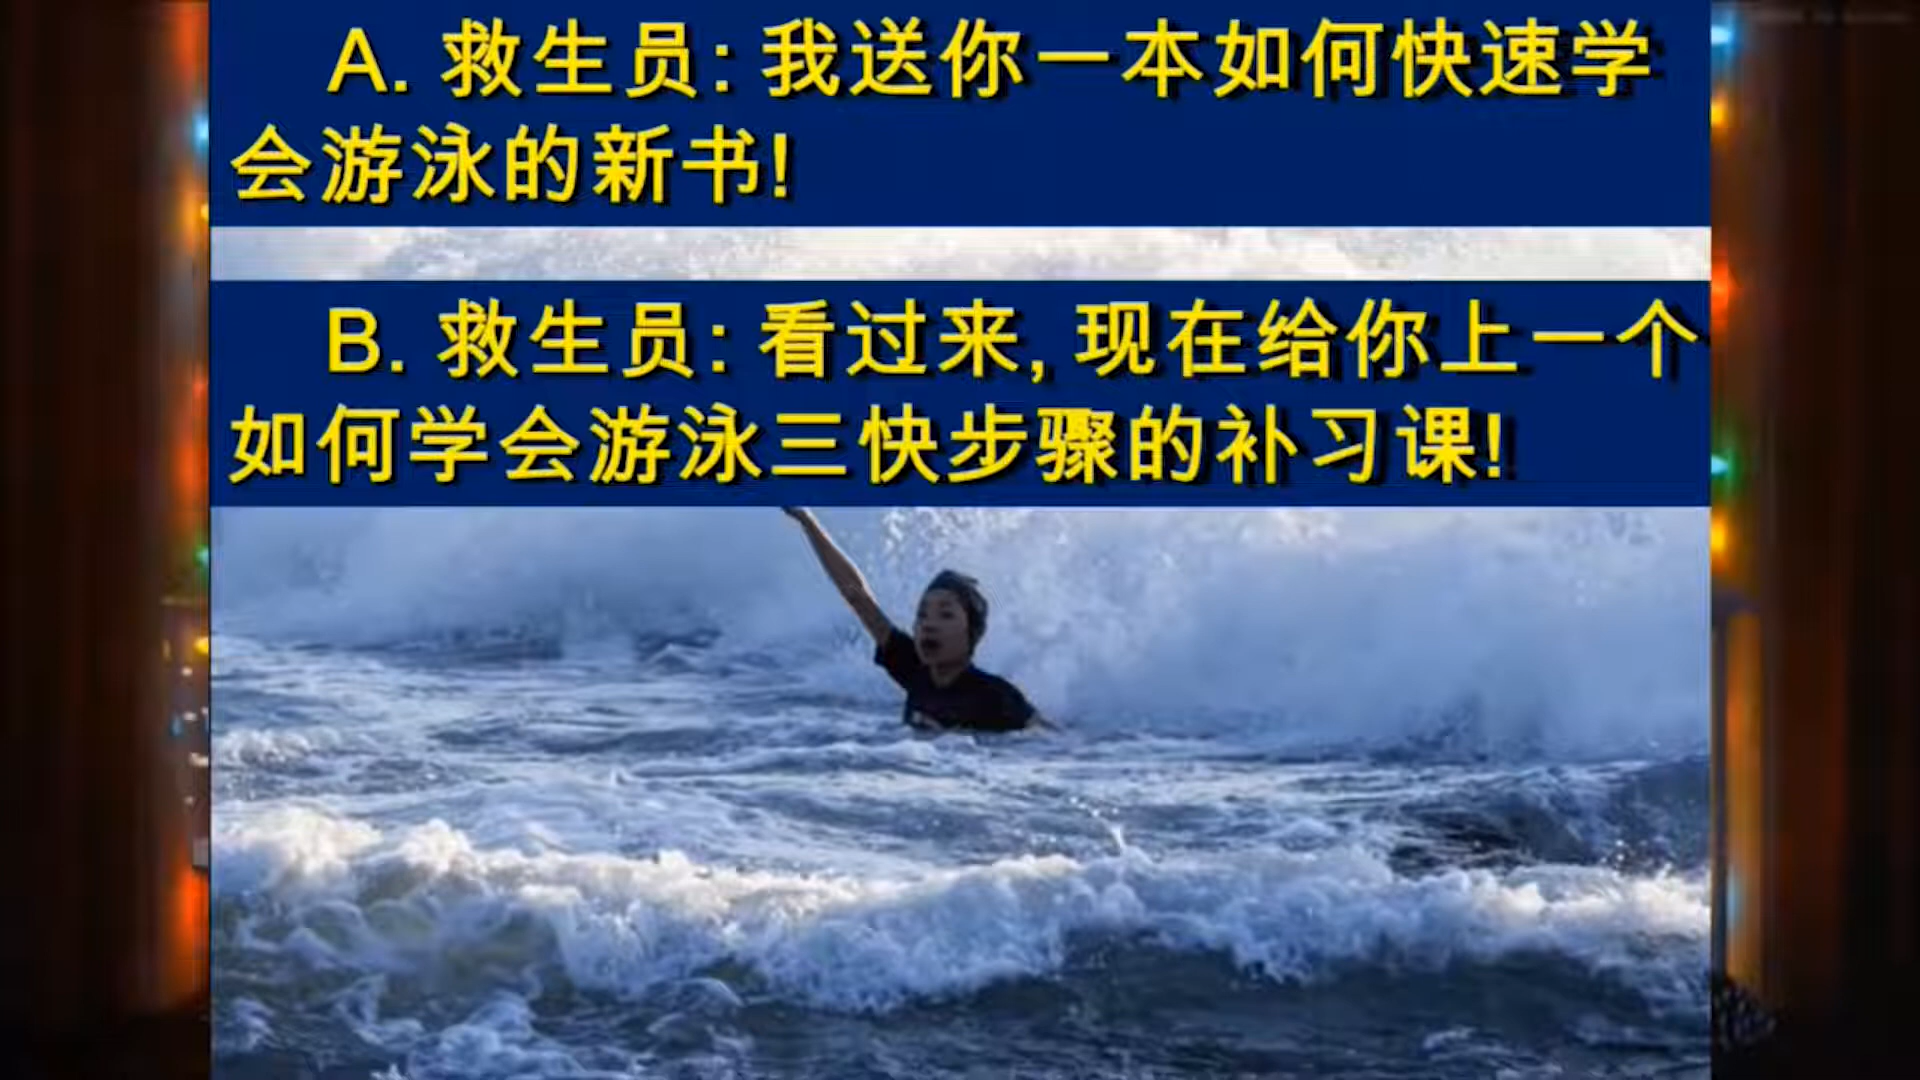 A. 救生员: 我送你一本如何快速学
会游泳的新书!
B. 救生员: 看过来, 现在给你上一个
如何学会游泳三快步骤的补习课!